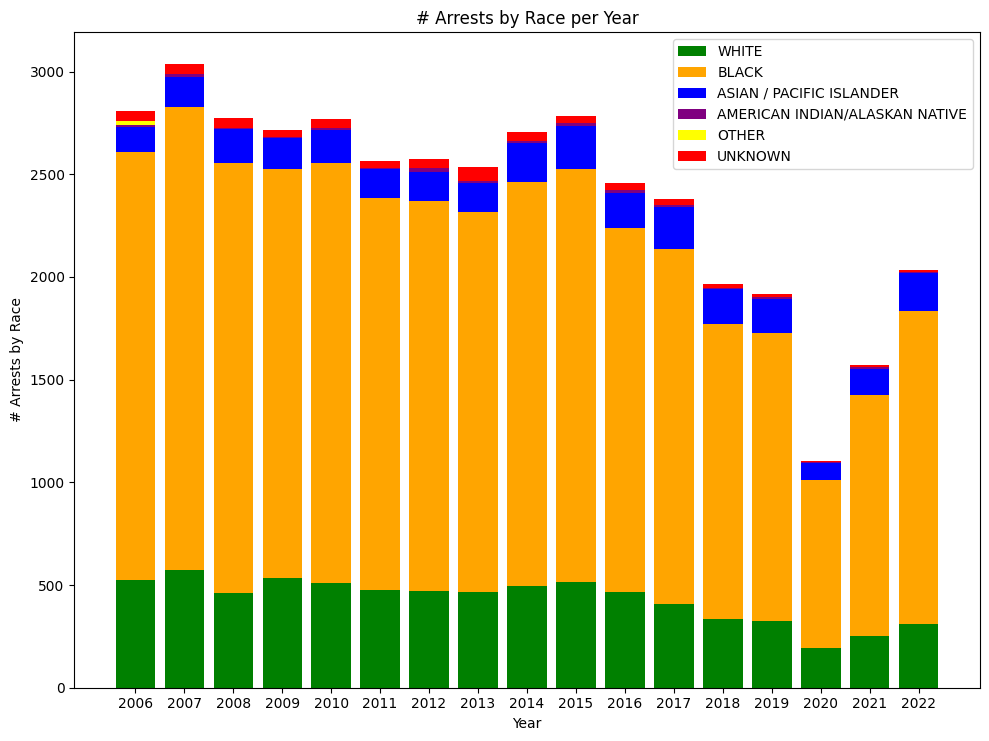 # Arrests by Race per Year
WHITE
BLACK
ASIAN / PACIFIC ISLANDER
AMERICAN INDIAN/ALASKAN NATIVE
OTHER
UNKNOWN
# Arrests by Race
3000
2500
2000
1500
1000
500
0
2006 2007 2008 2009 2010 2011 2012 2013 2014 2015 2016 2017 2018 2019 2020 2021 2022
Year